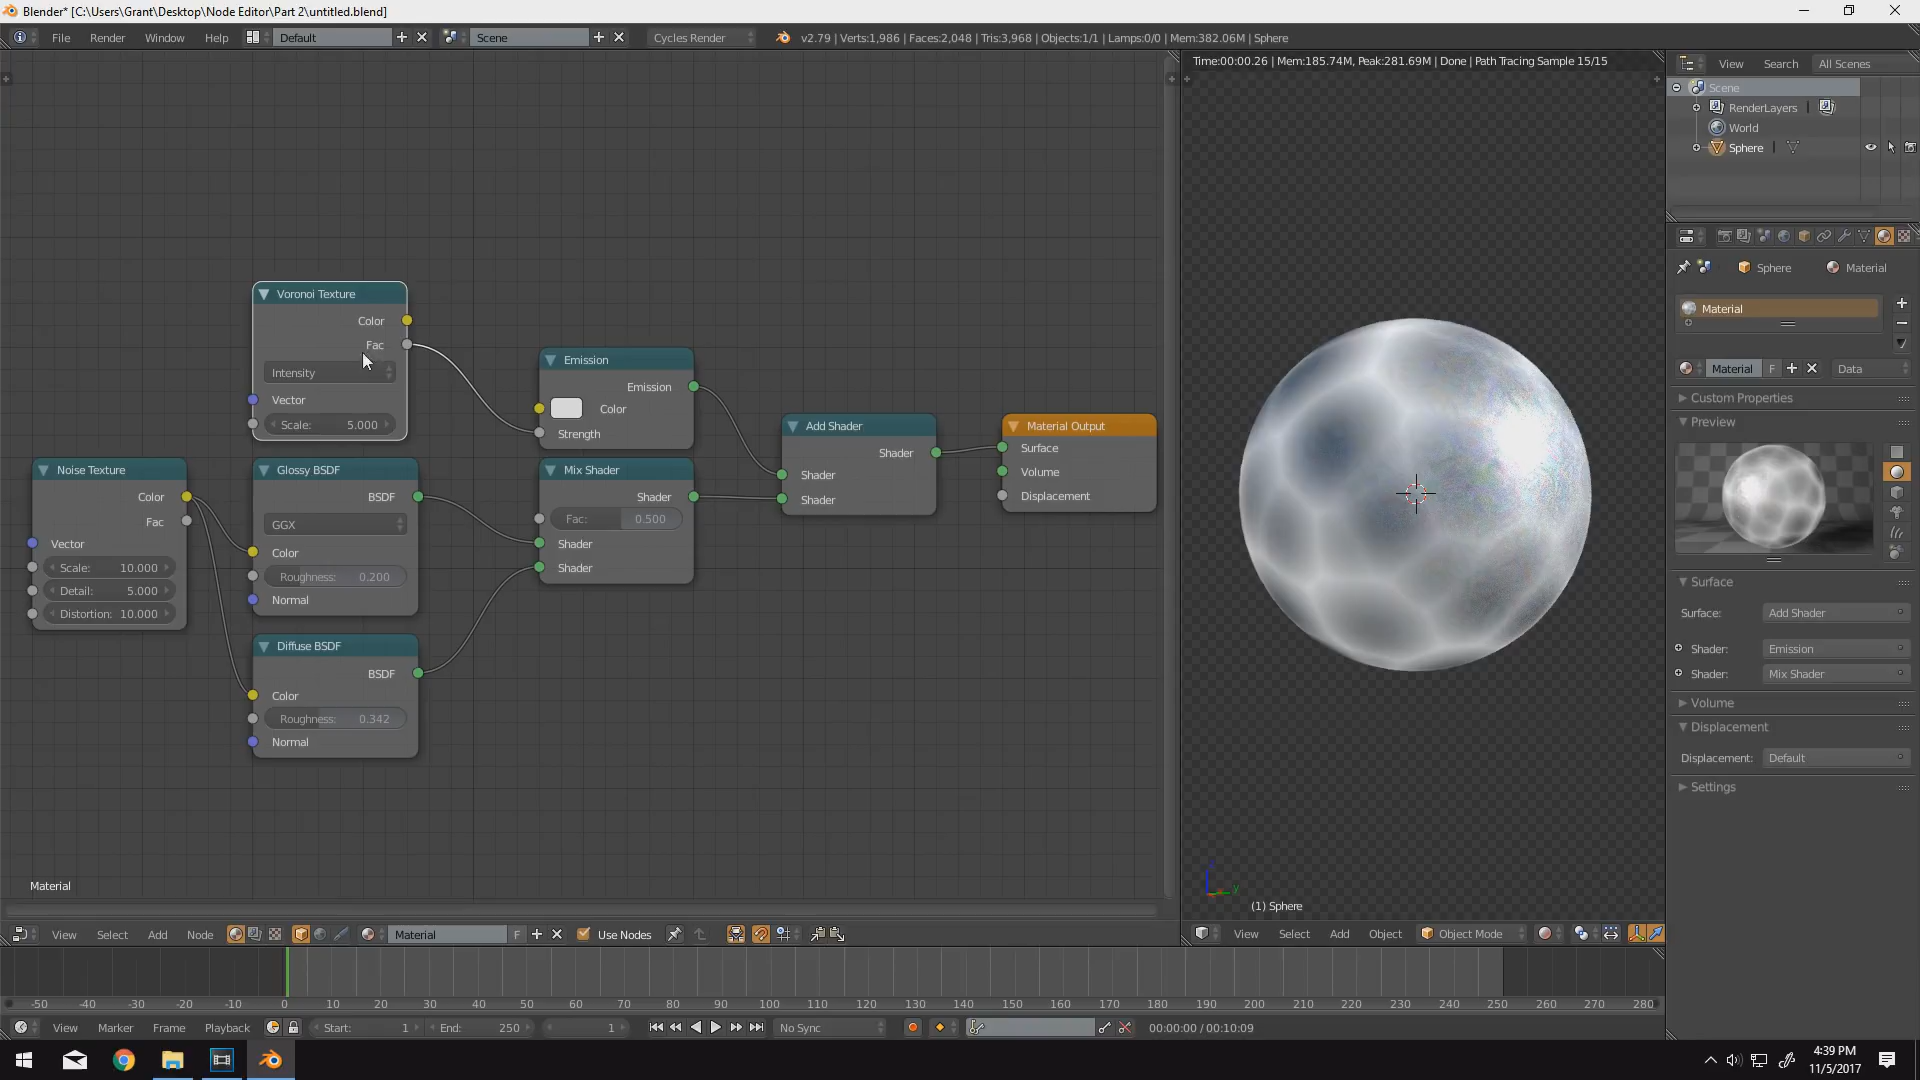 Blender* [C:\Users\Grant\Desktop\Node Editor\Part 2\untitled.blend]
File Render Window Help Default Scene Cycles Render v2.79 | Verts:1,986 | Faces:2,048 | Tris:3,968 | Objects:1/1 | Lamps:0/0 | Mem:382.06M | Sphere
Time:00:00.26 | Mem:185.74M, Peak:281.69M | Done | Path Tracing Sample 15/15
View Search All Scenes
Scene
RenderLayers
World
Sphere
Sphere Material
Material
Material F Data
Custom Properties
Preview
Surface
Surface: Add Shader
Shader: Emission
Shader: Mix Shader
Volume
Displacement
Displacement: Default
Settings
Voronoi Texture
Color
Fac
Intensity
Vector
Scale: 5.000
Emission
Emission
Color
Strength
Add Shader
Shader
Shader
Shader
Material Output
Surface
Volume
Displacement
Noise Texture
Color
Fac
Vector
Scale: 10.000
Detail: 5.000
Distortion: 10.000
Glossy BSDF
BSDF
GGX
Color
Roughness: 0.200
Normal
Mix Shader
Shader
Fac: 0.500
Shader
Shader
Diffuse BSDF
BSDF
Color
Roughness: 0.342
Normal
Material
(1) Sphere
View Select Add Node Material F Use Nodes
View Select Add Object Object Mode
-50 -40 -30 -20 -10 0 10 20 30 40 50 60 70 80 90 100 110 120 130 140 150 160 170 180 190 200 210 220 230 240 250 260 270 280
View Marker Frame Playback Start: 1 End: 250 1 No Sync 00:00:00 / 00:10:09
4:39 PM
11/5/2017